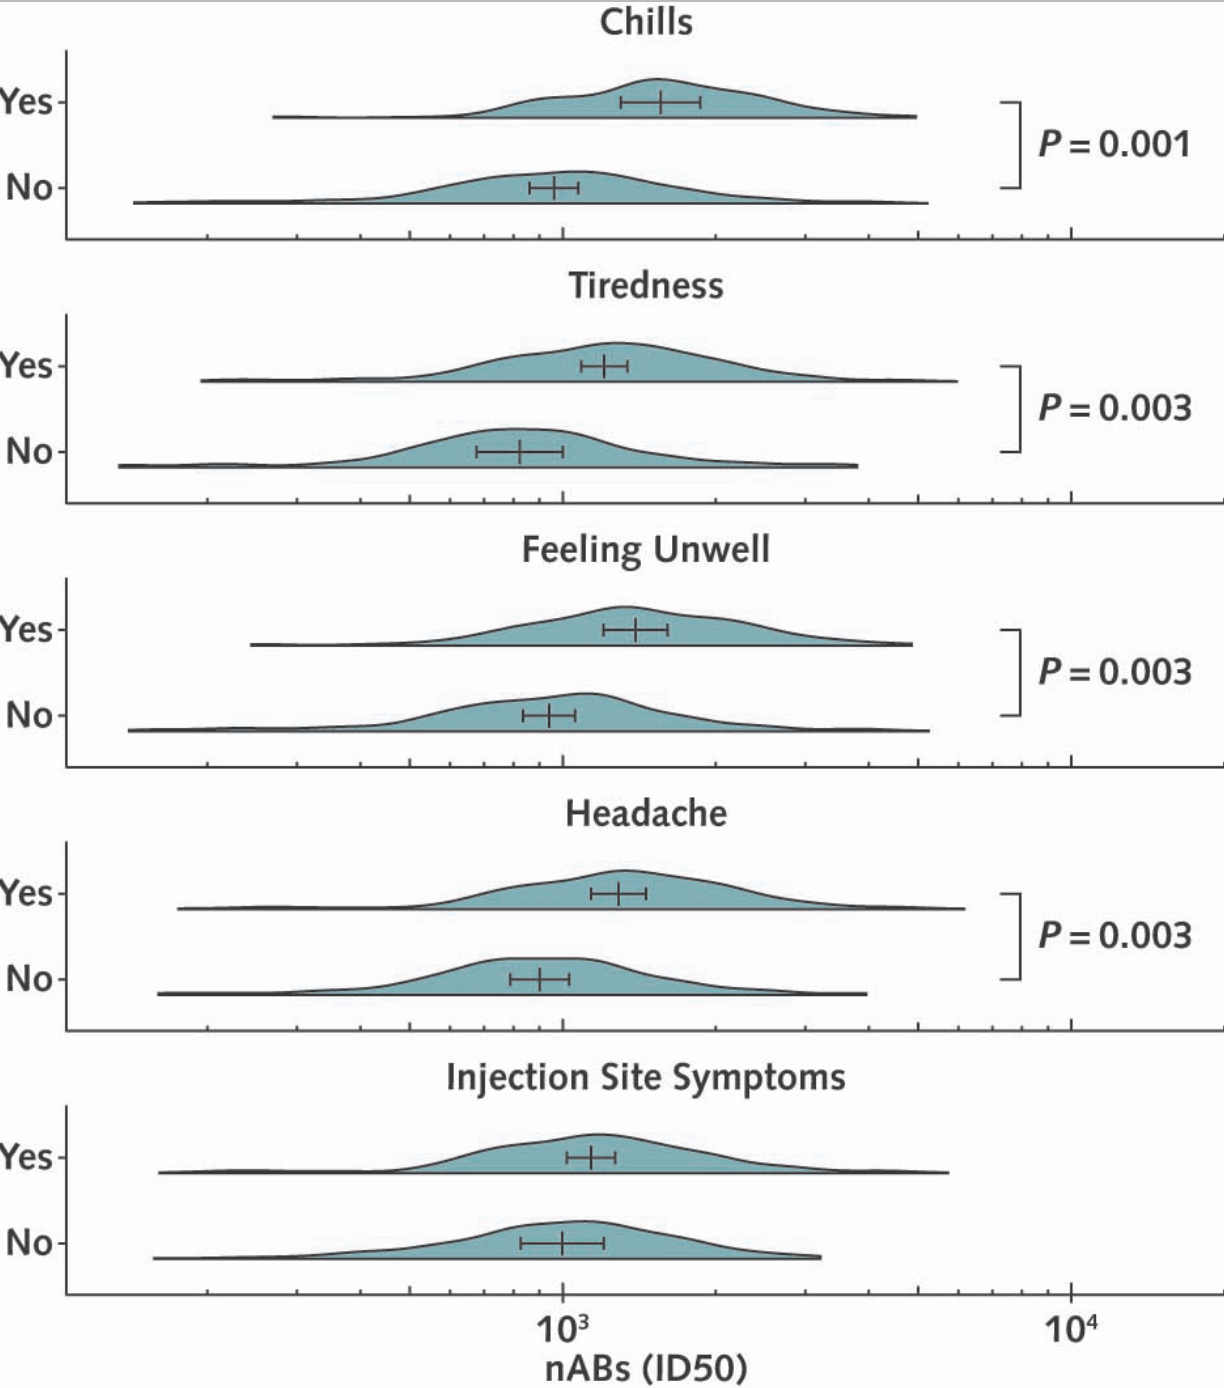 Chills
Yes
P = 0.001
No
Tiredness
Yes
P = 0.003
No
Feeling Unwell
Yes
P = 0.003
No
Headache
Yes
P = 0.003
No
Injection Site Symptoms
Yes
No
10³ 10⁴
nABs (ID50)